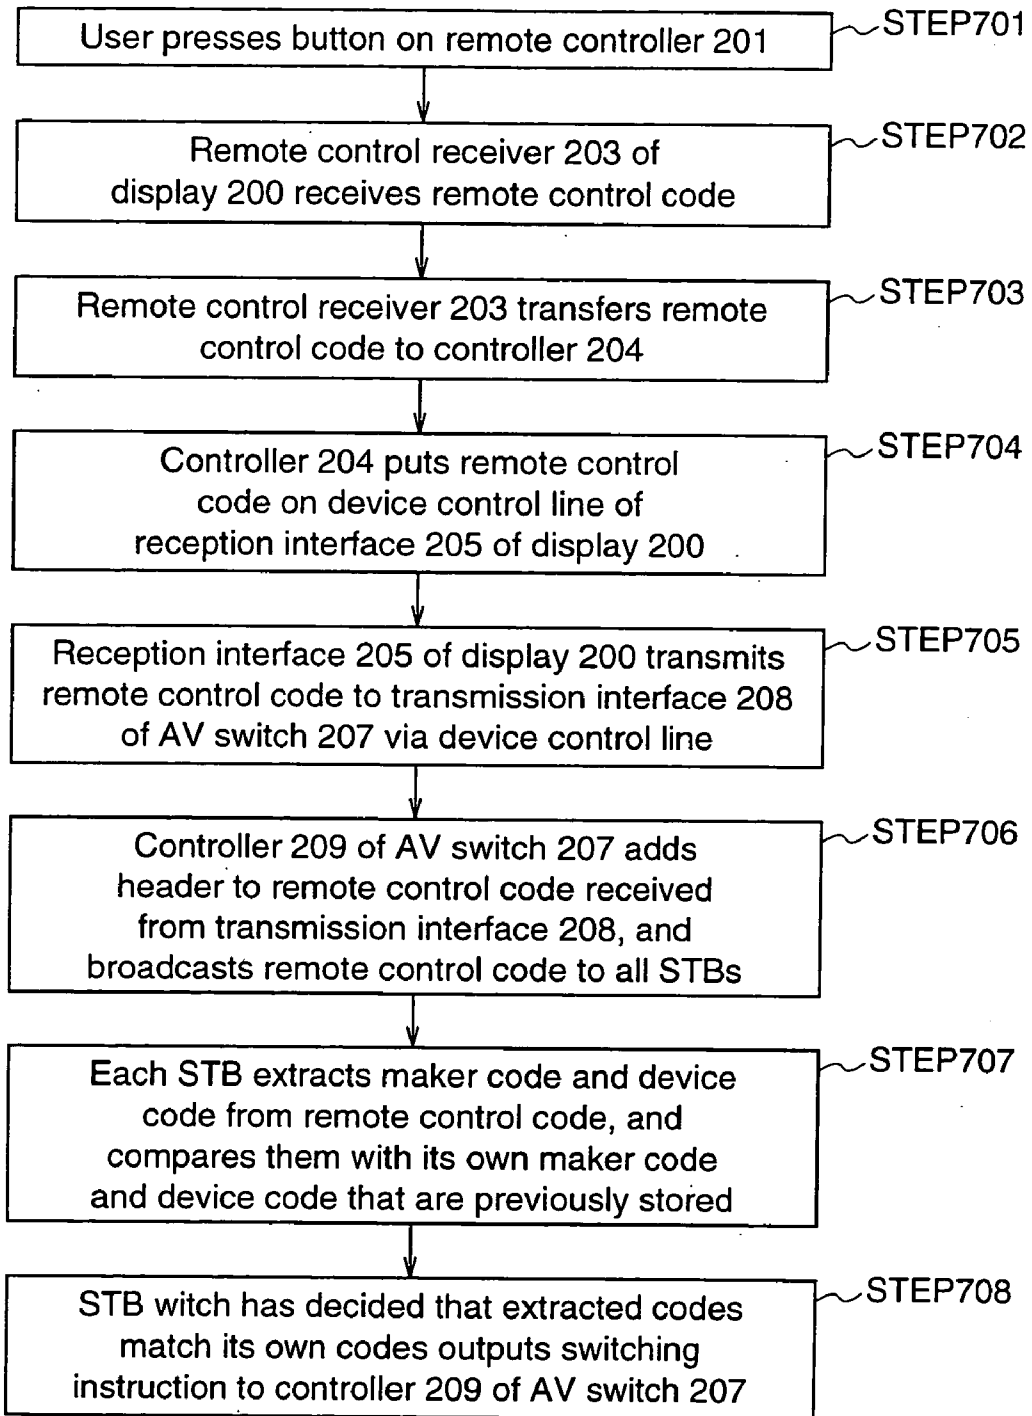 User presses button on remote controller 201
STEP701
Remote control receiver 203 of
display 200 receives remote control code
STEP702
Remote control receiver 203 transfers remote
control code to controller 204
STEP703
Controller 204 puts remote control
code on device control line of
reception interface 205 of display 200
STEP704
Reception interface 205 of display 200 transmits
remote control code to transmission interface 208
of AV switch 207 via device control line
STEP705
Controller 209 of AV switch 207 adds
header to remote control code received
from transmission interface 208, and
broadcasts remote control code to all STBs
STEP706
Each STB extracts maker code and device
code from remote control code, and
compares them with its own maker code
and device code that are previously stored
STEP707
STB witch has decided that extracted codes
match its own codes outputs switching
instruction to controller 209 of AV switch 207
STEP708